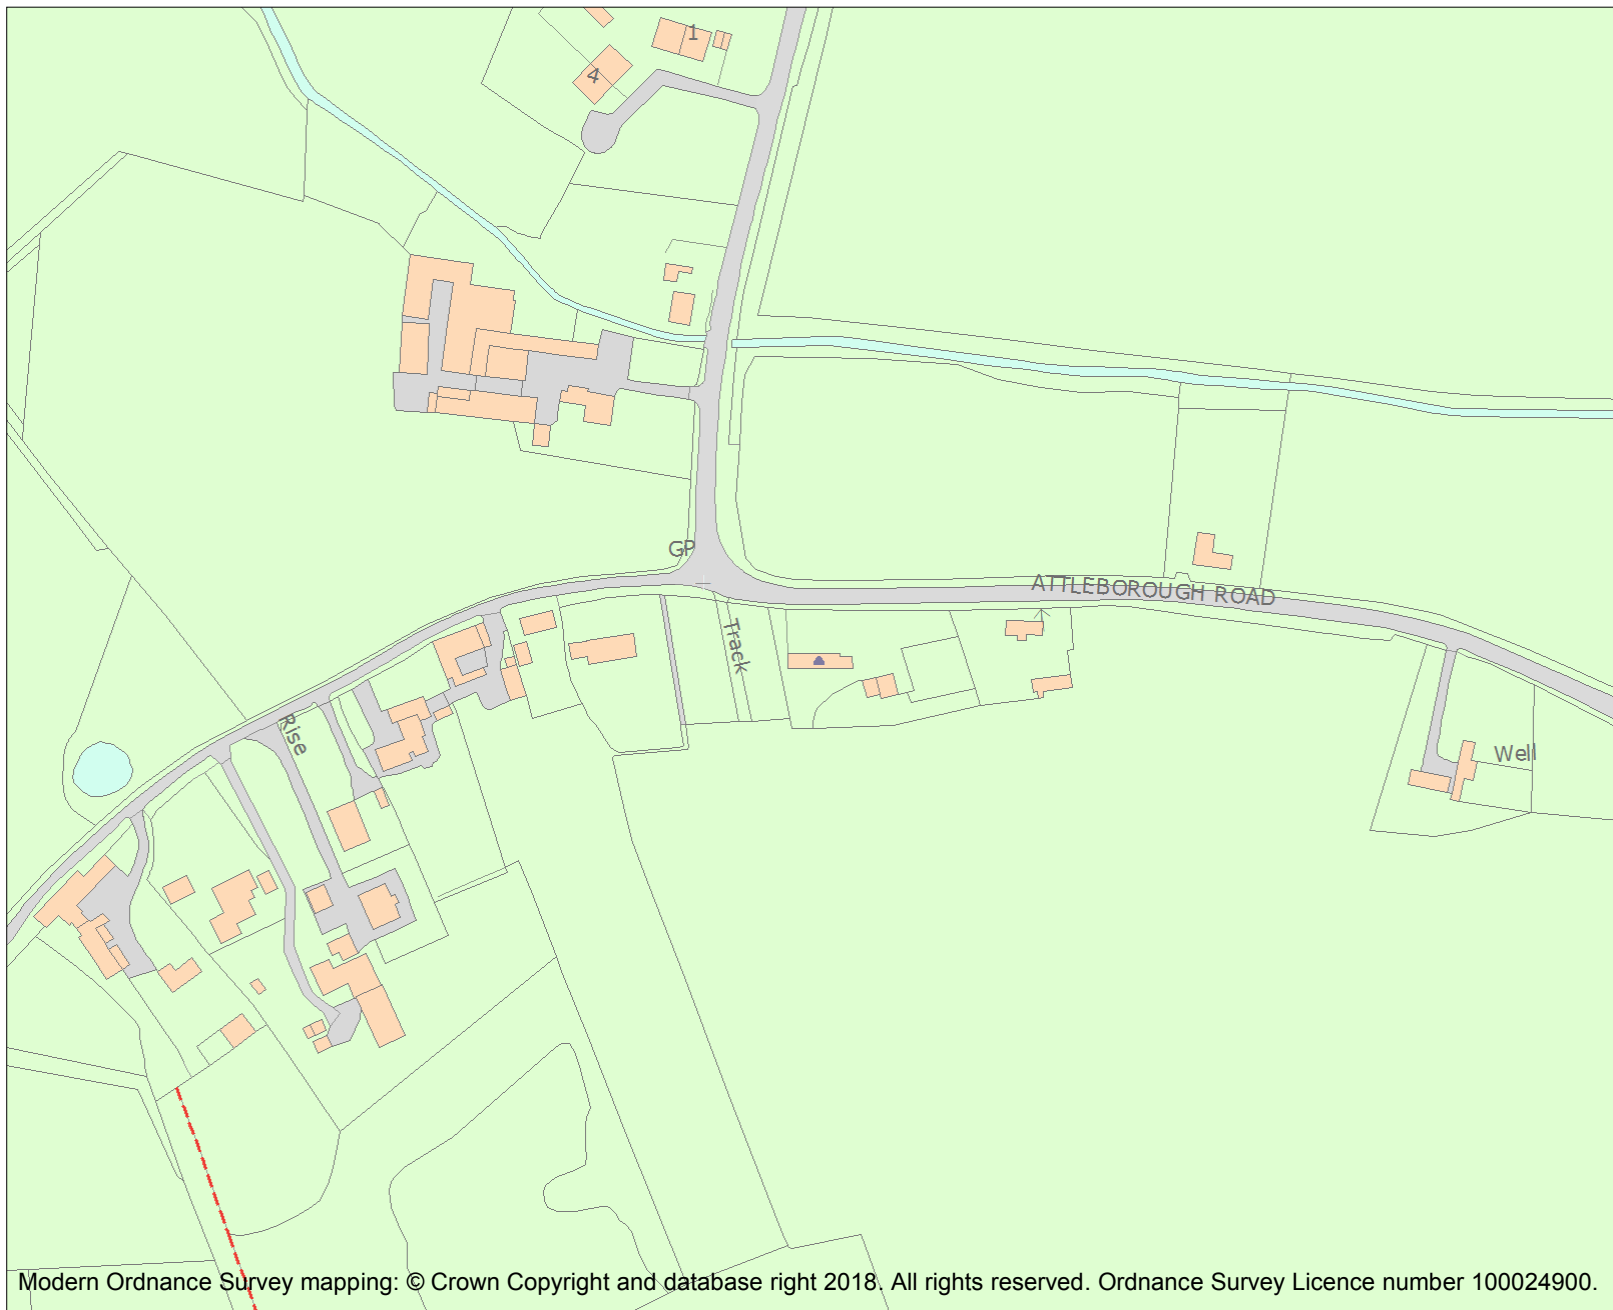 1
4
GP
ATTLEBOROUGH ROAD
Track
Rise
Well
Modern Ordnance Survey mapping: © Crown Copyright and database right 2018. All rights reserved. Ordnance Survey Licence number 100024900.